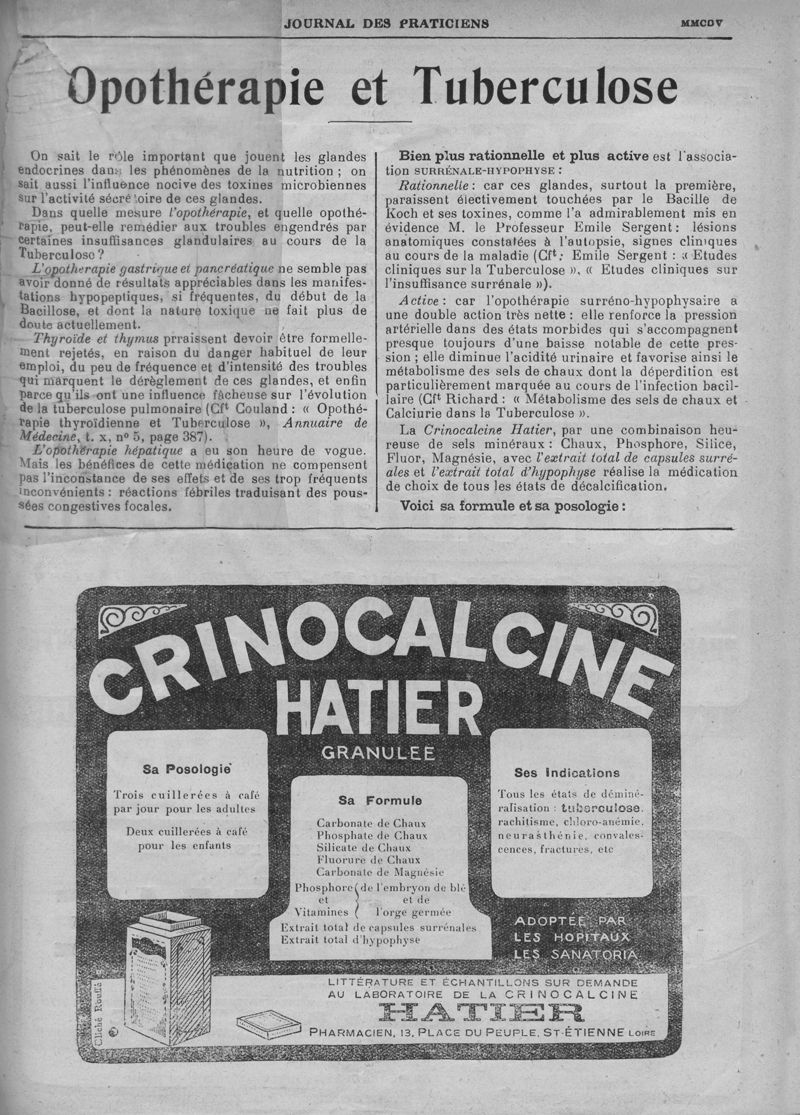 JOURNAL DES PRATICIENS
MMCDV
Opothérapie et Tuberculose
On sait le rôle important que jouent les glandes
endocrines dans les phénomènes de la nutrition ; on
sait aussi l'influence nocive des toxines microbiennes
sur l'activité sécrétoire de ces glandes.
Dans quelle mesure l'opothérapie, et quelle opothé-
rapie, peut-elle remédier aux troubles engendrés par
certaines insuffisances glandulaires au cours de la
Tuberculose ?
L'opothérapie gastrique et pancréatique ne semble pas
avoir donné de résultats appréciables dans les manifes-
tations hypopeptiques, si fréquentes, du début de la
Bacillose, et dont la nature toxique ne fait plus de
doute actuellement.
Thyroïde et thymus prraissent devoir être formelle-
ment rejetés, en raison du danger habituel de leur
emploi, du peu de fréquence et d'intensité des troubles
qui marquent le dérèglement de ces glandes, et enfin
parce qu'ils ont une influence fâcheuse sur l'évolution
de la tuberculose pulmonaire (Cft Couland : « Opothé-
rapie thyroïdienne et Tuberculose », Annuaire de
Médecine, t. x, n° 5, page 387).
L'opothérapie hépatique a eu son heure de vogue.
Mais les bénéfices de cette médication ne compensent
pas l'inconstance de ses effets et de ses trop fréquents
inconvénients : réactions fébriles traduisant des pous-
sées congestives focales.
Bien plus rationnelle et plus active est l'associa-
tion SURRÉNALE-HYPOPHYSE :
Rationnelle : car ces glandes, surtout la première,
paraissent électivement touchées par le Bacille de
Koch et ses toxines, comme l'a admirablement mis en
évidence M. le Professeur Emile Sergent : lésions
anatomiques constatées à l'autopsie, signes cliniques
au cours de la maladie (Cft : Emile Sergent : « Etudes
cliniques sur la Tuberculose », « Etudes cliniques sur
l'insuffisance surrénale »).
Active : car l'opothérapie surréno-hypophysaire a
une double action très nette : elle renforce la pression
artérielle dans des états morbides qui s'accompagnent
presque toujours d'une baisse notable de cette pres-
sion ; elle diminue l'acidité urinaire et favorise ainsi le
métabolisme des sels de chaux dont la déperdition est
particulièrement marquée au cours de l'infection bacil-
laire (Cft Richard : « Métabolisme des sels de chaux et
Calciurie dans la Tuberculose ».
La Crinocalcine Hatier, par une combinaison heu-
reuse de sels minéraux : Chaux, Phosphore, Silice,
Fluor, Magnésie, avec l'extrait total de capsules surré-
ales et l'extrait total d'hypophyse réalise la médication
de choix de tous les états de décalcification.
Voici sa formule et sa posologie :
CRINOCALCINE
HATIER
GRANULEE
Sa Posologie
Trois cuillerées à café
par jour pour les adultes
Deux cuillerées à café
pour les enfants
Sa Formule
Carbonate de Chaux
Phosphate de Chaux
Silicate de Chaux
Fluorure de Chaux
Carbonate de Magnésie
Phosphore ( de l'embryon de blé
et et de
Vitamines ( l'orge germée
Extrait total de capsules surrénales
Extrait total d'hypophyse
Ses Indications
Tous les états de déminé-
ralisation : tuberculose,
rachitisme, chloro-anémie,
neurasthénie, convales-
cences, fractures, etc
ADOPTÉE PAR
LES HOPITAUX
LES SANATORIA
LITTÉRATURE ET ÉCHANTILLONS SUR DEMANDE
AU LABORATOIRE DE LA CRINOCALCINE
HATIER
PHARMACIEN, 13, PLACE DU PEUPLE, ST-ÉTIENNE LOIRE
Cliché Rouffé